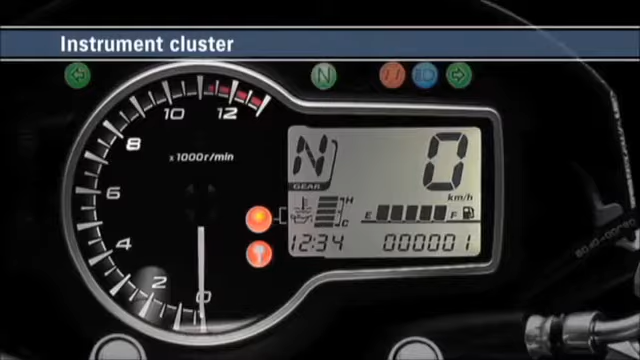 Instrument cluster
N
10
12
8
x1000r/min
6
4
2
0
N
GEAR
0
km/h
H
C
E
F
12:34
000001